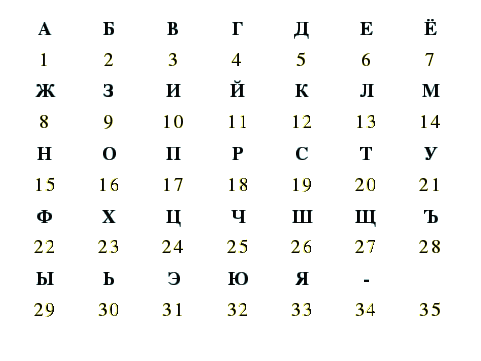 А Б В Г Д Е Ё
1 2 3 4 5 6 7
Ж З И Й К Л М
8 9 10 11 12 13 14
Н О П Р С Т У
15 16 17 18 19 20 21
Ф Х Ц Ч Ш Щ Ъ
22 23 24 25 26 27 28
Ы Ь Э Ю Я -
29 30 31 32 33 34 35